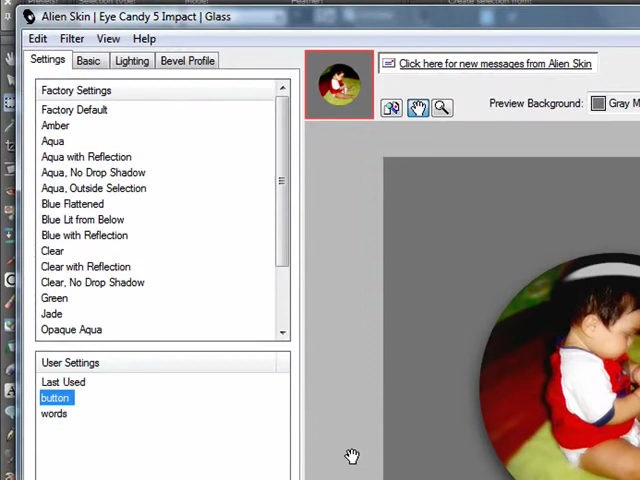 Alien Skin | Eye Candy 5 Impact | Glass
Edit Filter View Help
Settings Basic Lighting Bevel Profile
Click here for new messages from Alien Skin
Preview Background: Gray M
Factory Settings
Factory Default
Amber
Aqua
Aqua with Reflection
Aqua, No Drop Shadow
Aqua, Outside Selection
Blue Flattened
Blue Lit from Below
Blue with Reflection
Clear
Clear with Reflection
Clear, No Drop Shadow
Green
Jade
Opaque Aqua
User Settings
Last Used
button
words